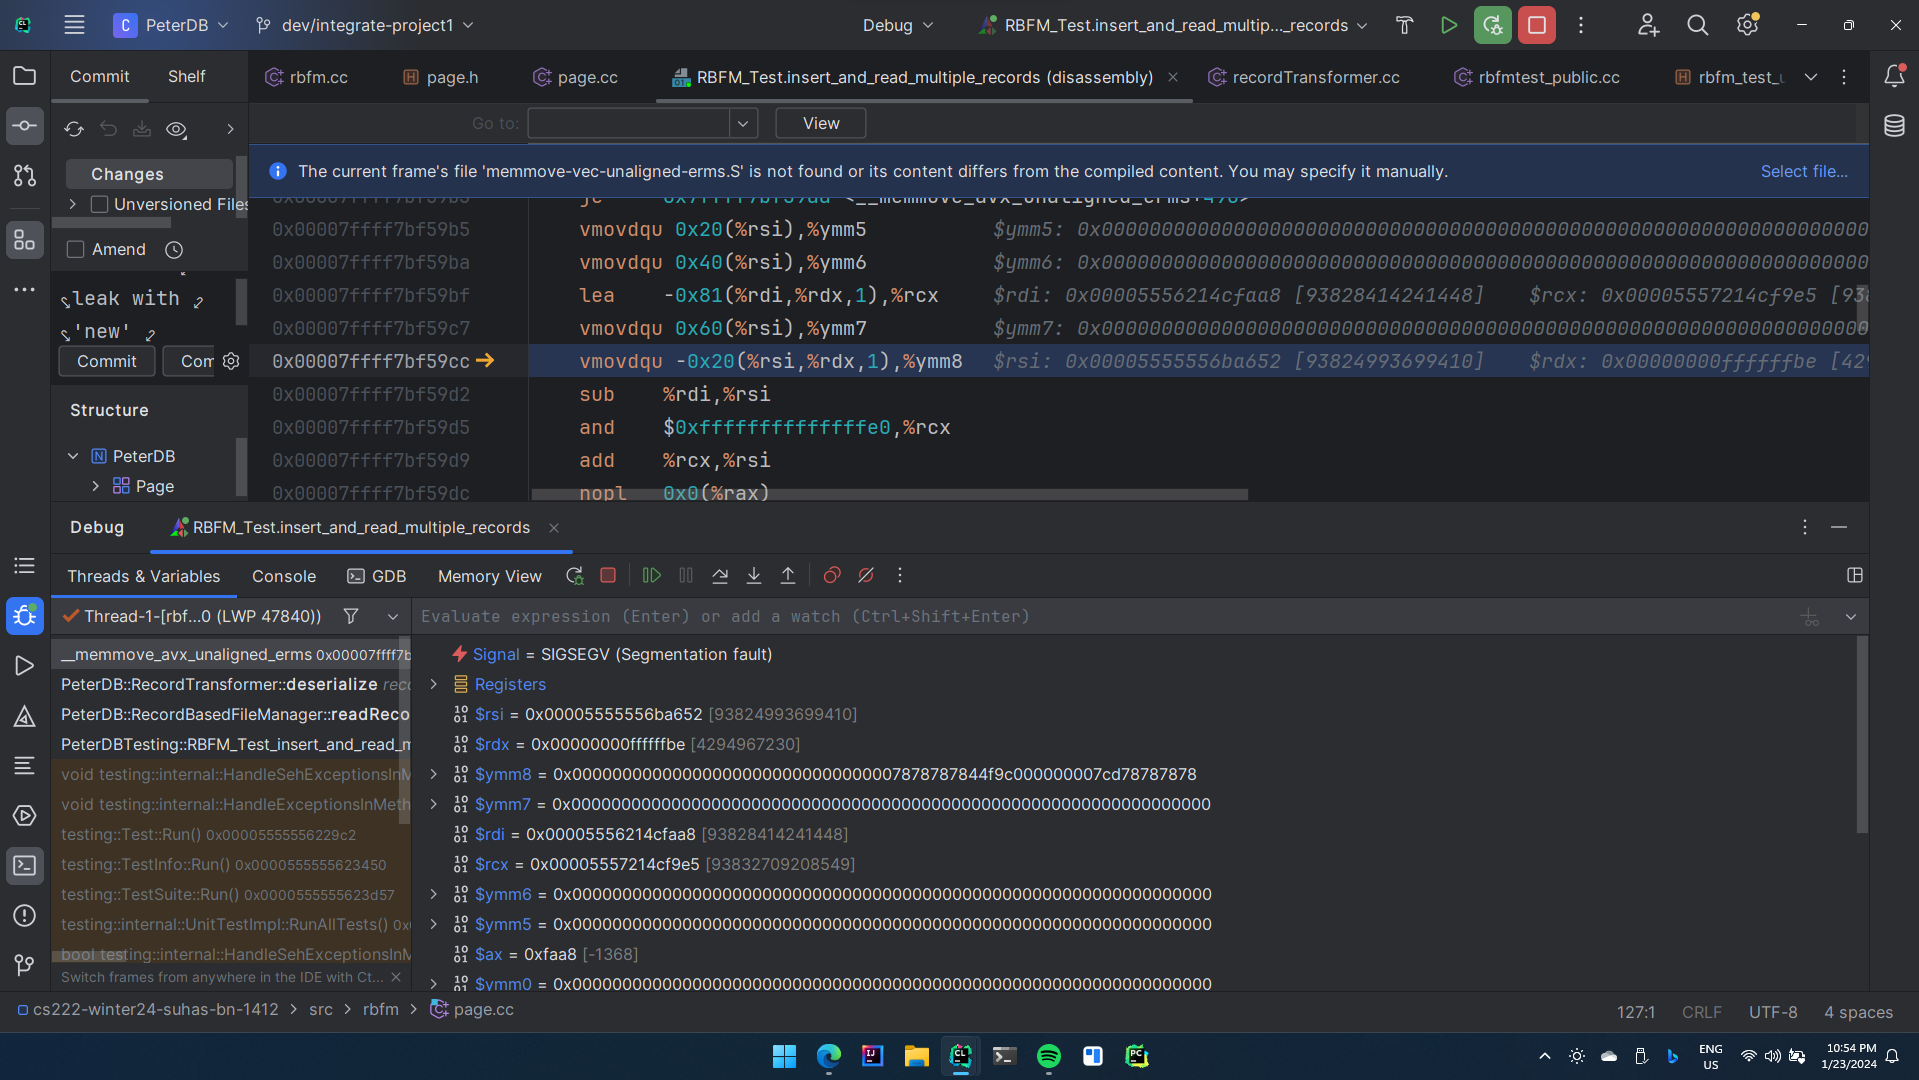 C PeterDB dev/integrate-project1 Debug RBFM_Test.insert_and_read_multip..._records
Commit Shelf rbfm.cc page.h page.cc RBFM_Test.insert_and_read_multiple_records (disassembly) recordTransformer.cc rbfmtest_public.cc rbfm_test_u
Go to: View
The current frame's file 'memmove-vec-unaligned-erms.S' is not found or its content differs from the compiled content. You may specify it manually. Select file...
Changes
Unversioned Files
Amend
leak with
'new'
Commit Com
Structure
PeterDB
Page
0x00007ffff7bf59b5 vmovdqu 0x20(%rsi),%ymm5 $ymm5: 0x000000000000000000000000000000000000000000000000000000000000000
0x00007ffff7bf59ba vmovdqu 0x40(%rsi),%ymm6 $ymm6: 0x000000000000000000000000000000000000000000000000000000000000000
0x00007ffff7bf59bf lea -0x81(%rdi,%rdx,1),%rcx $rdi: 0x00005556214cfaa8 [93828414241448] $rcx: 0x00005557214cf9e5 [938
0x00007ffff7bf59c7 vmovdqu 0x60(%rsi),%ymm7 $ymm7: 0x000000000000000000000000000000000000000000000000000000000000000
0x00007ffff7bf59cc vmovdqu -0x20(%rsi,%rdx,1),%ymm8 $rsi: 0x00005555556ba652 [93824993699410] $rdx: 0x00000000ffffffbe [429
0x00007ffff7bf59d2 sub %rdi,%rsi
0x00007ffff7bf59d5 and $0xffffffffffffffe0,%rcx
0x00007ffff7bf59d9 add %rcx,%rsi
0x00007ffff7bf59dc nopl 0x0(%rax)
Debug RBFM_Test.insert_and_read_multiple_records
Threads & Variables Console GDB Memory View
Thread-1-[rbf...0 (LWP 47840)) Evaluate expression (Enter) or add a watch (Ctrl+Shift+Enter)
__memmove_avx_unaligned_erms 0x00007ffff7b
PeterDB::RecordTransformer::deserialize reco
PeterDB::RecordBasedFileManager::readReco
PeterDBTesting::RBFM_Test_insert_and_read_m
void testing::internal::HandleSehExceptionsInM
void testing::internal::HandleExceptionsInMeth
testing::Test::Run() 0x00005555556229c2
testing::TestInfo::Run() 0x0000555555623450
testing::TestSuite::Run() 0x0000555555623d57
testing::internal::UnitTestImpl::RunAllTests() 0x
bool testing::internal::HandleSehExceptionsInM
Switch frames from anywhere in the IDE with Ct...
Signal = SIGSEGV (Segmentation fault)
Registers
$rsi = 0x00005555556ba652 [93824993699410]
$rdx = 0x00000000ffffffbe [4294967230]
$ymm8 = 0x00000000000000000000000000000007878787844f9c000000007cd78787878
$ymm7 = 0x0000000000000000000000000000000000000000000000000000000000000000
$rdi = 0x00005556214cfaa8 [93828414241448]
$rcx = 0x00005557214cf9e5 [93832709208549]
$ymm6 = 0x0000000000000000000000000000000000000000000000000000000000000000
$ymm5 = 0x0000000000000000000000000000000000000000000000000000000000000000
$ax = 0xfaa8 [-1368]
$ymm0 = 0x0000000000000000000000000000000000000000000000000000000000000000
cs222-winter24-suhas-bn-1412 src rbfm page.cc 127:1 CRLF UTF-8 4 spaces
ENG
US
10:54 PM
1/23/2024